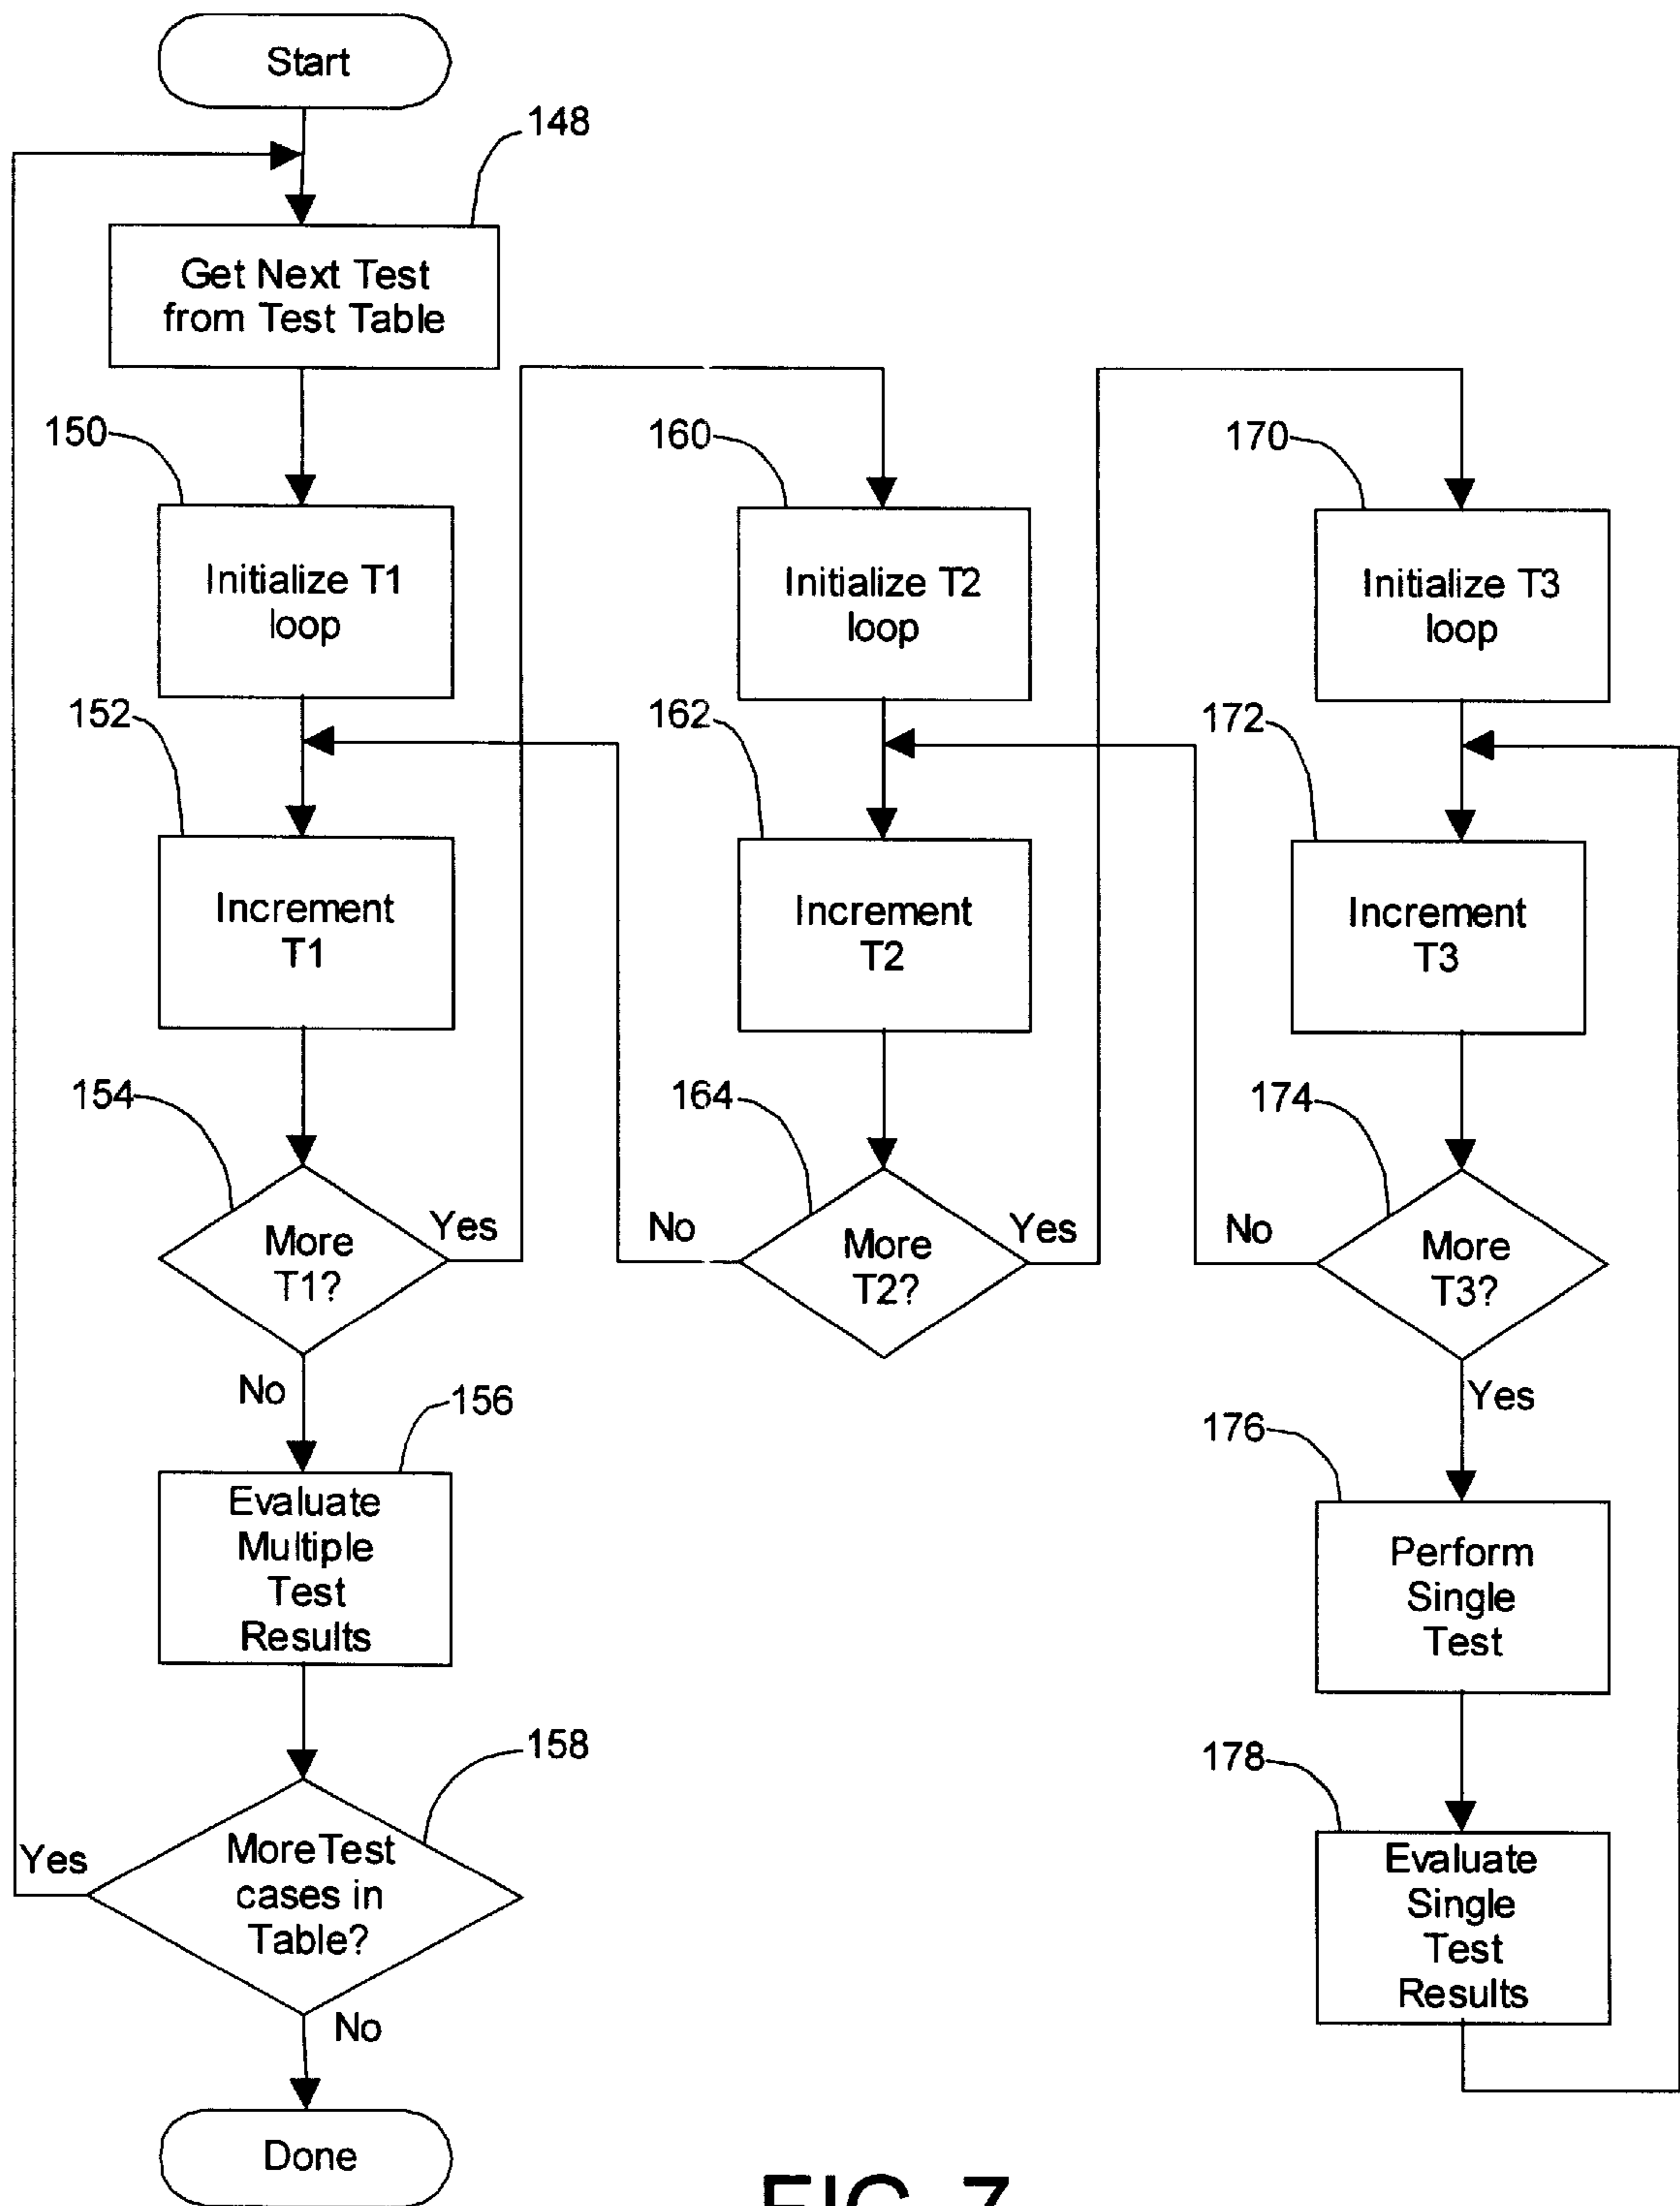 Start
148
Get Next Test
from Test Table
150
Initialize T1
loop
152
Increment
T1
154
More
T1?
Yes
No
156
Evaluate
Multiple
Test
Results
158
MoreTest
cases in
Table?
Yes
No
Done
160
Initialize T2
loop
162
Increment
T2
164
More
T2?
No
Yes
170
Initialize T3
loop
172
Increment
T3
174
More
T3?
No
Yes
176
Perform
Single
Test
178
Evaluate
Single
Test
Results
FIG. 7